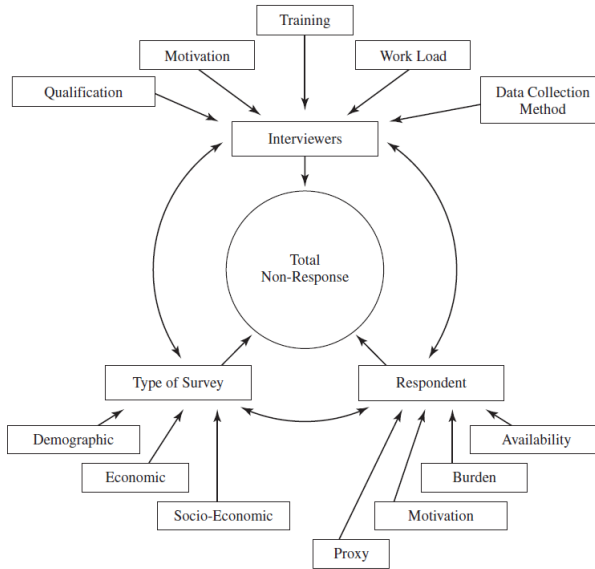 Training
Motivation
Work Load
Qualification
Data Collection
Method
Interviewers
Total
Non-Response
Type of Survey
Respondent
Demographic
Availability
Economic
Burden
Socio-Economic
Motivation
Proxy